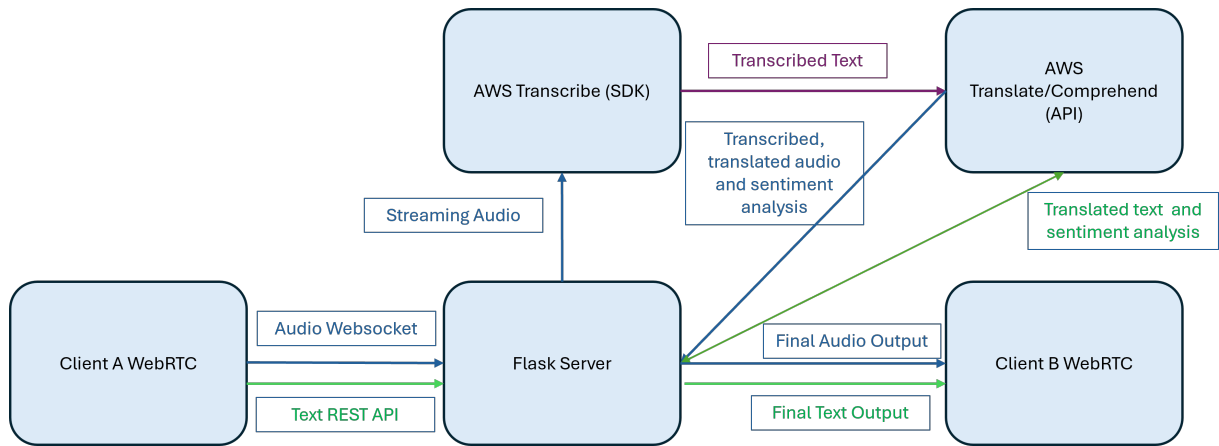 Transcribed Text
AWS Transcribe (SDK)
AWS
Translate/Comprehend
(API)
Transcribed,
translated audio
and sentiment
analysis
Streaming Audio
Translated text and
sentiment analysis
Audio Websocket
Final Audio Output
Client A WebRTC
Flask Server
Client B WebRTC
Text REST API
Final Text Output